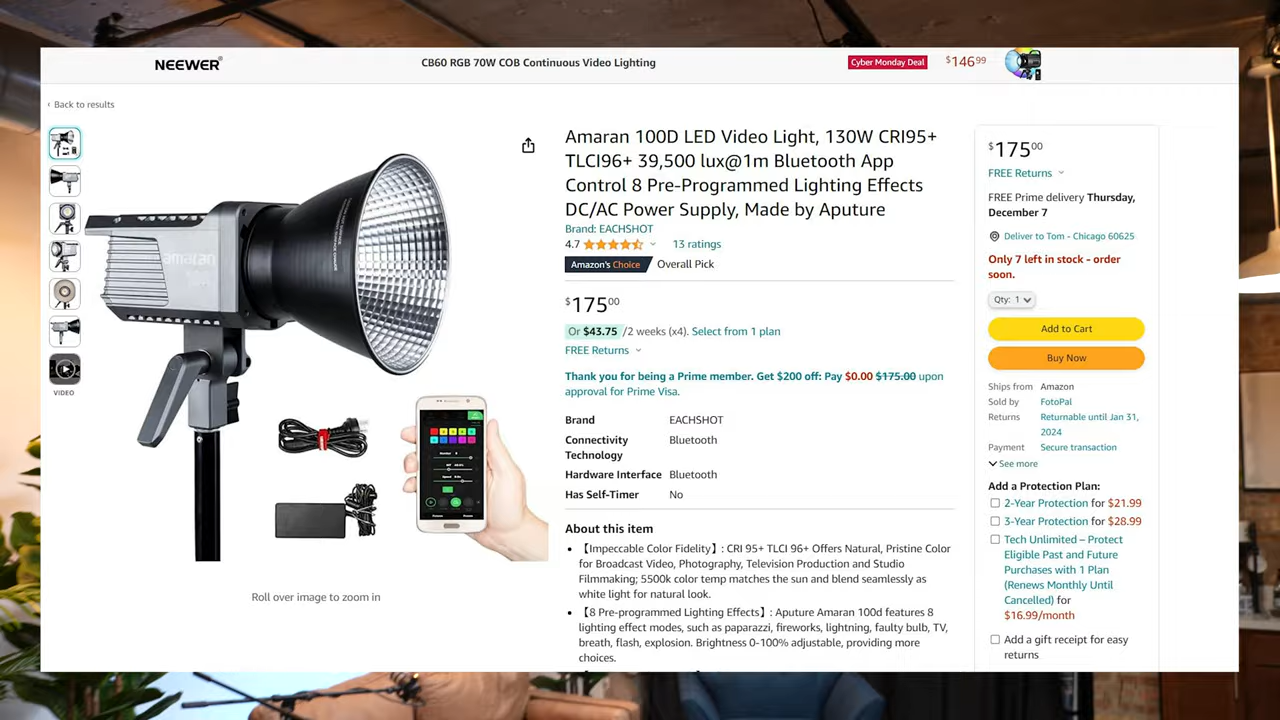 NEEWER®
CB60 RGB 70W COB Continuous Video Lighting
Cyber Monday Deal
$146 99
‹ Back to results
VIDEO
amaran
Roll over image to zoom in
Amaran 100D LED Video Light, 130W CRI95+
TLCI96+ 39,500 lux@1m Bluetooth App
Control 8 Pre-Programmed Lighting Effects
DC/AC Power Supply, Made by Aputure
Brand: EACHSHOT
4.7
13 ratings
Amazon's Choice
Overall Pick
$175 00
Or $43.75 /2 weeks (x4). Select from 1 plan
FREE Returns
Thank you for being a Prime member. Get $200 off: Pay $0.00 $175.00 upon
approval for Prime Visa.
Brand EACHSHOT
Connectivity Bluetooth
Technology
Hardware Interface Bluetooth
Has Self-Timer No
About this item
• 【Impeccable Color Fidelity】: CRI 95+ TLCI 96+ Offers Natural, Pristine Color
for Broadcast Video, Photography, Television Production and Studio
Filmmaking; 5500k color temp matches the sun and blend seamlessly as
white light for natural look.
• 【8 Pre-programmed Lighting Effects】: Aputure Amaran 100d features 8
lighting effect modes, such as paparazzi, fireworks, lightning, faulty bulb, TV,
breath, flash, explosion. Brightness 0-100% adjustable, providing more
choices.
$175 00
FREE Returns
FREE Prime delivery Thursday,
December 7
Deliver to Tom - Chicago 60625
Only 7 left in stock - order
soon.
Qty: 1
Add to Cart
Buy Now
Ships from Amazon
Sold by FotoPal
Returns Returnable until Jan 31,
2024
Payment Secure transaction
See more
Add a Protection Plan:
2-Year Protection for $21.99
3-Year Protection for $28.99
Tech Unlimited – Protect
Eligible Past and Future
Purchases with 1 Plan
(Renews Monthly Until
Cancelled) for
$16.99/month
Add a gift receipt for easy
returns